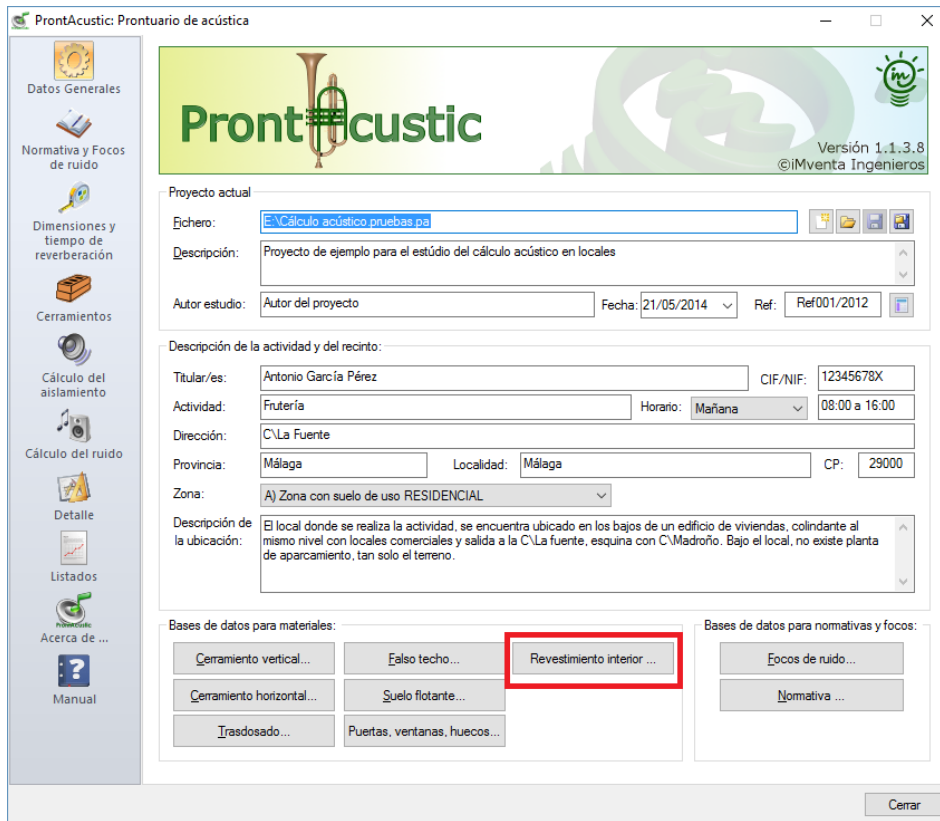 ProntAcustic: Prontuario de acústica
Datos Generales
Normativa y Focos
de ruido
Dimensiones y
tiempo de
reverberación
Cerramientos
Cálculo del
aislamiento
Cálculo del ruido
Detalle
Listados
ProntAcustic
Acerca de ...
?
Manual
ProntAcustic
im
Versión 1.1.3.8
©iMventa Ingenieros
Proyecto actual
Fichero: E:\Cálculo acústico pruebas.pa
Descripción: Proyecto de ejemplo para el estúdio del cálculo acústico en locales
Autor estudio: Autor del proyecto Fecha: 21/05/2014 Ref: Ref001/2012
Descripción de la actividad y del recinto:
Titular/es: Antonio García Pérez CIF/NIF: 12345678X
Actividad: Frutería Horario: Mañana 08:00 a 16:00
Dirección: C\La Fuente
Provincia: Málaga Localidad: Málaga CP: 29000
Zona: A) Zona con suelo de uso RESIDENCIAL
Descripción de
la ubicación:
El local donde se realiza la actividad, se encuentra ubicado en los bajos de un edificio de viviendas, colindante al
mismo nivel con locales comerciales y salida a la C\La fuente, esquina con C\Madroño. Bajo el local, no existe planta
de aparcamiento, tan solo el terreno.
Bases de datos para materiales:
Cerramiento vertical... Falso techo... Revestimiento interior ...
Cerramiento horizontal... Suelo flotante...
Trasdosado... Puertas, ventanas, huecos...
Bases de datos para normativas y focos:
Focos de ruido...
Normativa ...
Cerrar